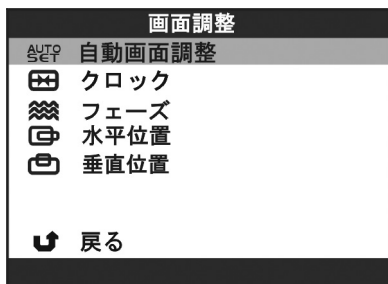 画面調整
AUTO SET 自動画面調整
クロック
フェーズ
水平位置
垂直位置
戻る